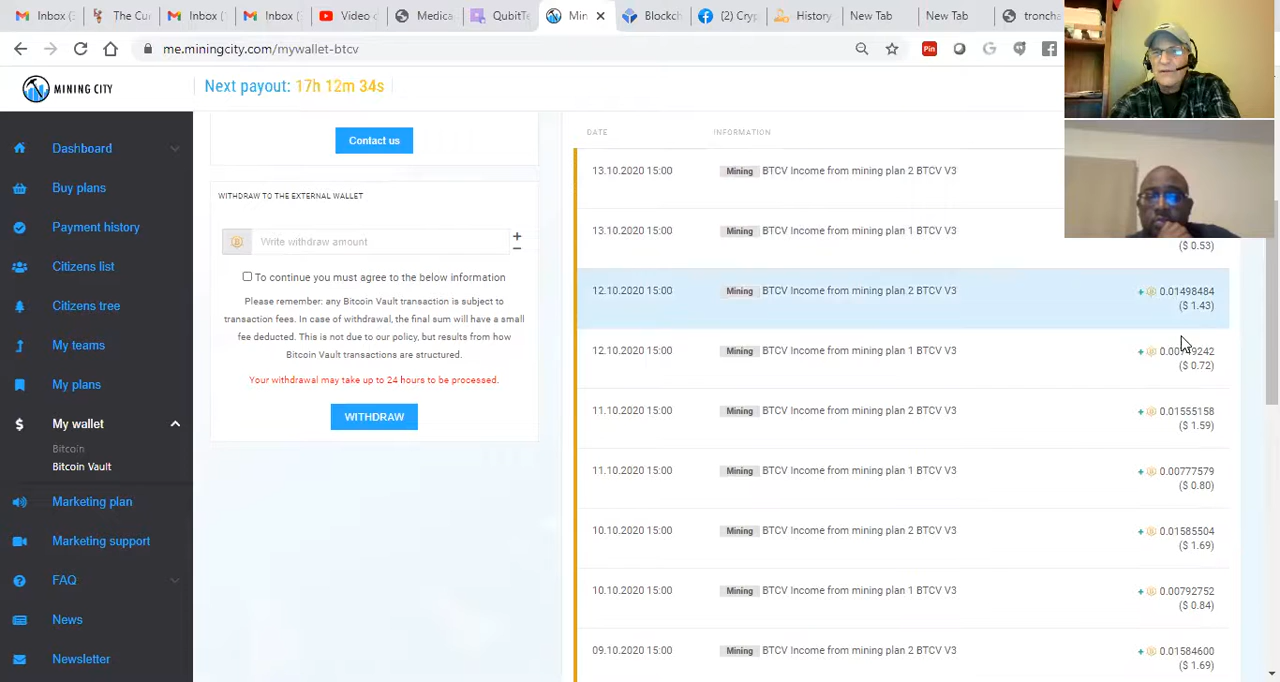 Inbox (
The Cu
Inbox (
Inbox (
Video c
Medica
QubitTe
Min
Blockch
(2) Cryp
History
New Tab
New Tab
troncha
me.miningcity.com/mywallet-btcv
Pin
MINING CITY
Next payout: 17h 12m 34s
Dashboard
Buy plans
Payment history
Citizens list
Citizens tree
My teams
My plans
My wallet
Bitcoin
Bitcoin Vault
Marketing plan
Marketing support
FAQ
News
Newsletter
Contact us
WITHDRAW TO THE EXTERNAL WALLET
Write withdraw amount
+
−
To continue you must agree to the below information
Please remember: any Bitcoin Vault transaction is subject to
transaction fees. In case of withdrawal, the final sum will have a small
fee deducted. This is not due to our policy, but results from how
Bitcoin Vault transactions are structured.
Your withdrawal may take up to 24 hours to be processed.
WITHDRAW
DATE INFORMATION
13.10.2020 15:00 Mining BTCV Income from mining plan 2 BTCV V3
13.10.2020 15:00 Mining BTCV Income from mining plan 1 BTCV V3
($ 0.53)
12.10.2020 15:00 Mining BTCV Income from mining plan 2 BTCV V3 + 0.01498484
($ 1.43)
12.10.2020 15:00 Mining BTCV Income from mining plan 1 BTCV V3 +
($ 0.72)
11.10.2020 15:00 Mining BTCV Income from mining plan 2 BTCV V3 + 0.01555158
($ 1.59)
11.10.2020 15:00 Mining BTCV Income from mining plan 1 BTCV V3 + 0.00777579
($ 0.80)
10.10.2020 15:00 Mining BTCV Income from mining plan 2 BTCV V3 + 0.01585504
($ 1.69)
10.10.2020 15:00 Mining BTCV Income from mining plan 1 BTCV V3 + 0.00792752
($ 0.84)
09.10.2020 15:00 Mining BTCV Income from mining plan 2 BTCV V3 + 0.01584600
($ 1.69)